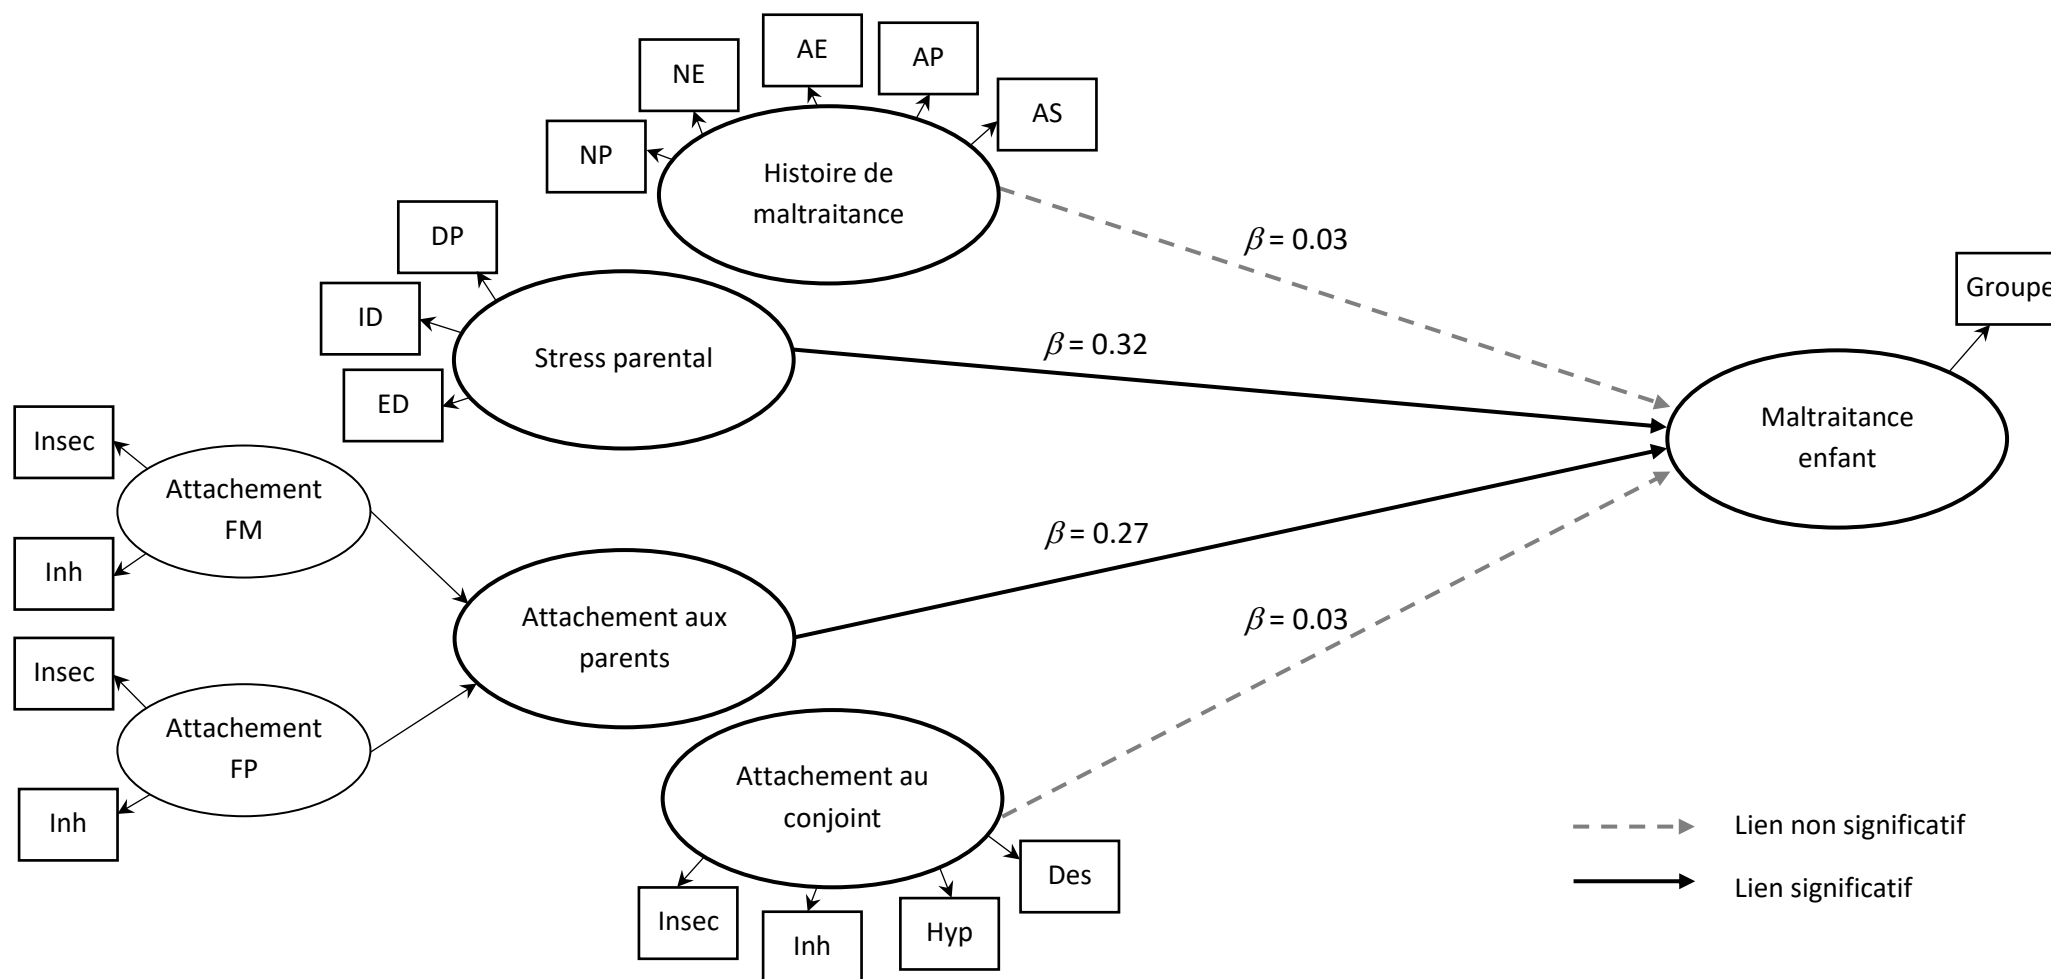 AE
AP
NE
AS
NP
Histoire de
maltraitance
DP
β = 0.03
Groupe
ID
Stress parental
β = 0.32
ED
Maltraitance
enfant
Insec
Attachement
FM
β = 0.27
Inh
Attachement aux
parents
β = 0.03
Insec
Attachement
FP
Attachement au
conjoint
Inh
Lien non significatif
Des
Lien significatif
Insec
Hyp
Inh